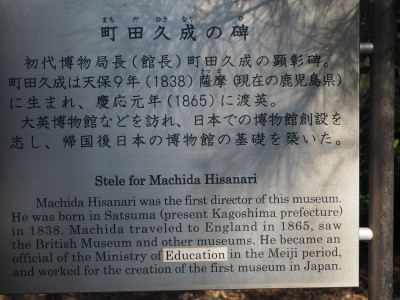 まちだひさなりひ
町田久成の碑
初代博物局長(館長)町田久成の顕彰碑。
町田久成は天保9年(1838)薩摩(現在の鹿児島県)
に生まれ、慶応元年(1865)に渡英。
大英博物館などを訪れ、日本での博物館創設を
志し、帰国後日本の博物館の基礎を築いた。
Stele for Machida Hisanari
Machida Hisanari was the first director of this museum.
He was born in Satsuma (present Kagoshima prefecture)
in 1838. Machida traveled to England in 1865, saw
the British Museum and other museums. He became an
official of the Ministry of Education in the Meiji period,
and worked for the creation of the first museum in Japan.